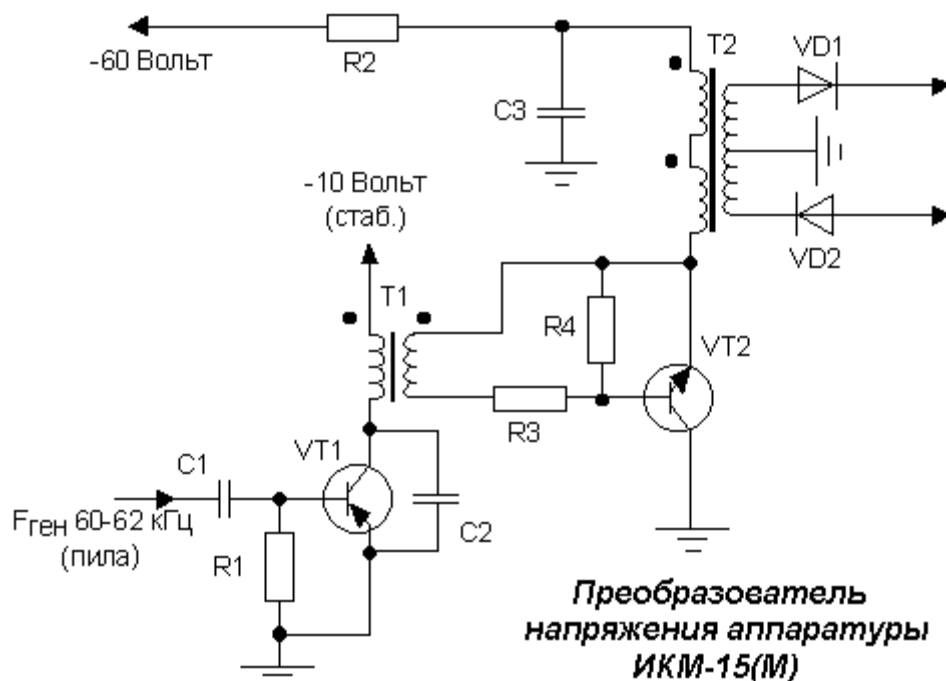 -60 Вольт
R2
T2
VD1
C3
-10 Вольт
(стаб.)
VD2
T1
R4
VT2
R3
VT1
C1
Fген 60-62 кГц
(пила)
C2
R1
Преобразователь
напряжения аппаратуры
ИКМ-15(М)